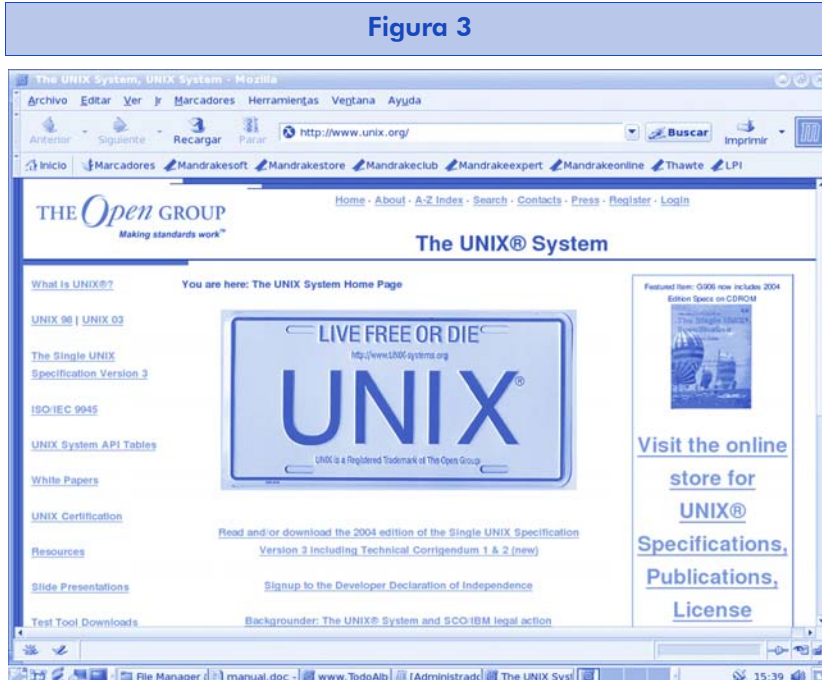 Figura 3
The UNIX System, UNIX System - Mozilla
Archivo Editar Ver Ir Marcadores Herramientas Ventana Ayuda
Anterior Siguiente Recargar Parar http://www.unix.org/ Buscar Imprimir
Inicio Marcadores Mandrakesoft Mandrakestore Mandrakeclub Mandrakeexpert Mandrakeonline Thawte LPI
THE Open GROUP
Making standards work™
Home - About - A-Z Index - Search - Contacts - Press - Register - Login
The UNIX® System
What is UNIX®?
UNIX 98 | UNIX 03
The Single UNIX
Specification Version 3
ISO/IEC 9945
UNIX System API Tables
White Papers
UNIX Certification
Resources
Slide Presentations
Test Tool Downloads
You are here: The UNIX System Home Page
LIVE FREE OR DIE
http://www.UNIX-systems.org
UNIX®
UNIX is a Registered Trademark of The Open Group
Read and/or download the 2004 edition of the Single UNIX Specification
Version 3 including Technical Corrigendum 1 & 2 (new)
Signup to the Developer Declaration of Independence
Backgrounder: The UNIX® System and SCO/IBM legal action
Featured Item: G906 now includes 2004
Edition Specs on CDROM
The Single UNIX
Specification
Visit the online
store for
UNIX®
Specifications,
Publications,
License
File Manager ( manual.doc - www.TodoAlb [Administrado The UNIX Syst 15:39